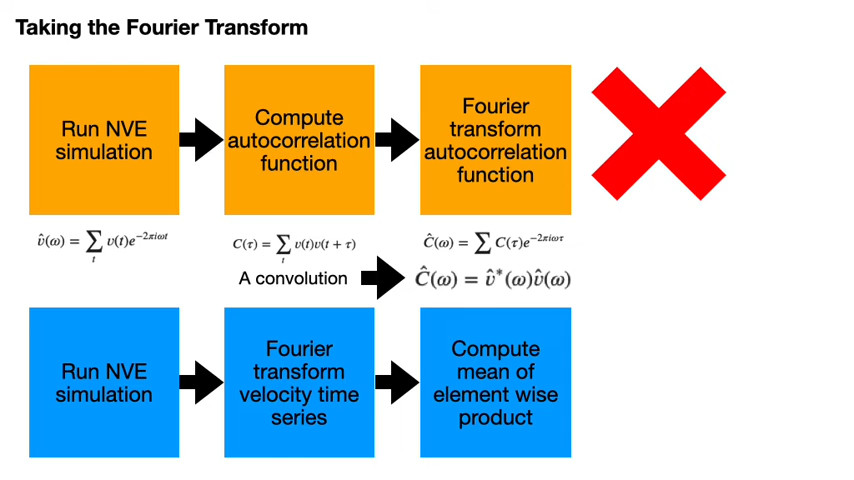 Taking the Fourier Transform
Run NVE
simulation
Compute
autocorrelation
function
Fourier
transform
autocorrelation
function
v̂(ω) = ∑ₜ v(t)e^{−2πiωt}
C(τ) = ∑ₜ v(t)v(t + τ)
Ĉ(ω) = ∑ C(τ)e^{−2πiωτ}
A convolution
Ĉ(ω) = v̂*(ω)v̂(ω)
Run NVE
simulation
Fourier
transform
velocity time
series
Compute
mean of
element wise
product